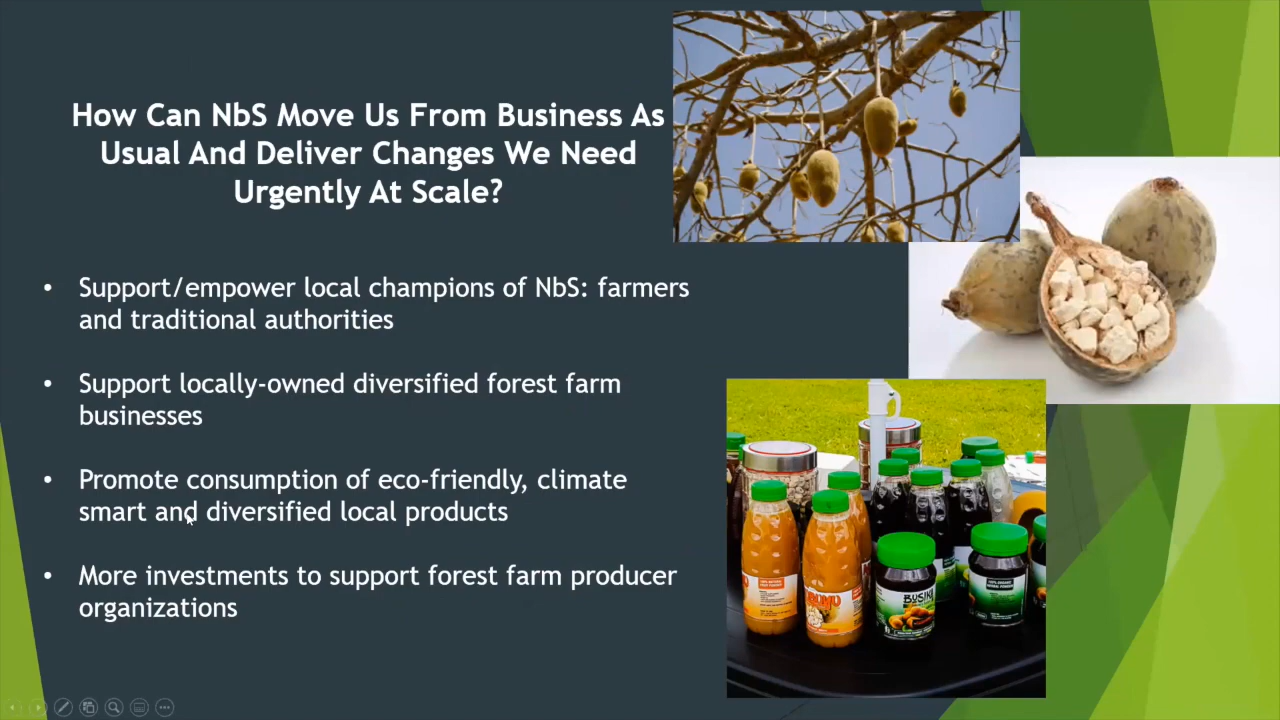 How Can NbS Move Us From Business As
Usual And Deliver Changes We Need
Urgently At Scale?
• Support/empower local champions of NbS: farmers
and traditional authorities
• Support locally-owned diversified forest farm
businesses
• Promote consumption of eco-friendly, climate
smart and diversified local products
• More investments to support forest farm producer
organizations
BUSIKA